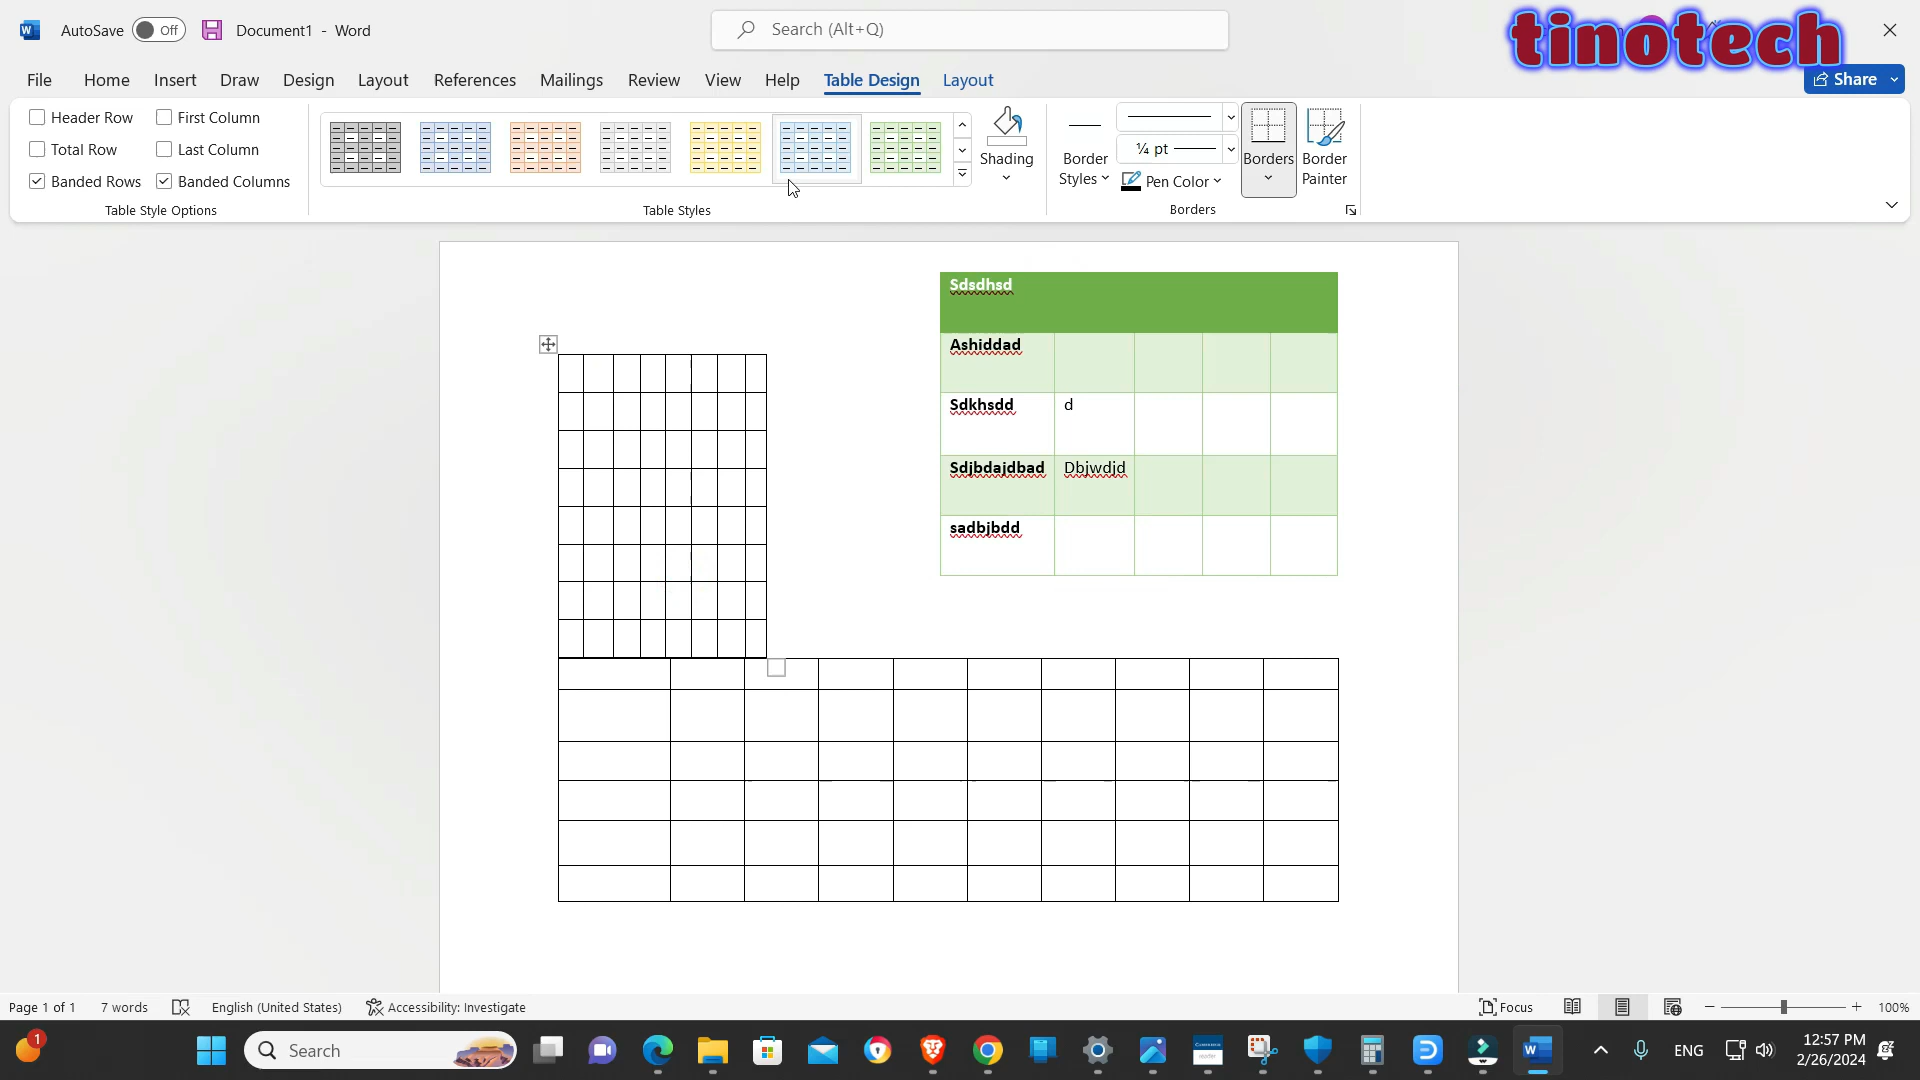 AutoSave Off Document1 - Word Search (Alt+Q) tinotech
File Home Insert Draw Design Layout References Mailings Review View Help Table Design Layout Share
Header Row First Column
Total Row Last Column
Banded Rows Banded Columns
Table Style Options
Table Styles
Shading
Border
Styles
¼ pt
Pen Color
Borders
Border
Painter
Borders
Sdsdhsd
Ashiddad
Sdkhsdd d
Sdjbdajdbad Dbjwdjd
sadbjbdd
Page 1 of 1 7 words English (United States) Accessibility: Investigate Focus 100%
1 Search ENG 12:57 PM
2/26/2024